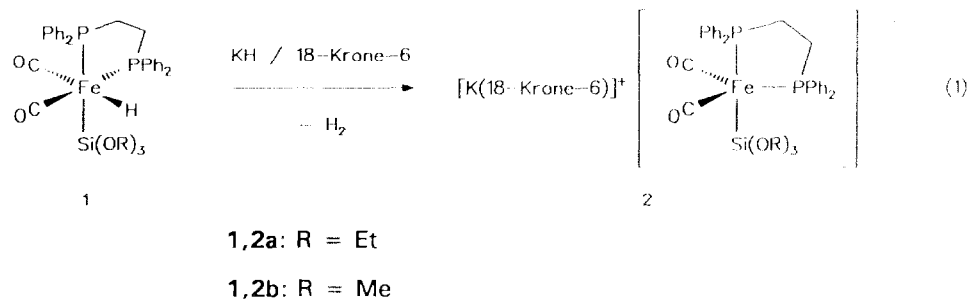 Ph₂P
OC
PPh₂
Fe
OC
H
Si(OR)₃
1
KH / 18-Krone-6
- H₂
[K(18-Krone-6)]⁺
Ph₂P
OC
Fe
PPh₂
OC
Si(OR)₃
2
(1)
1,2a: R = Et
1,2b: R = Me